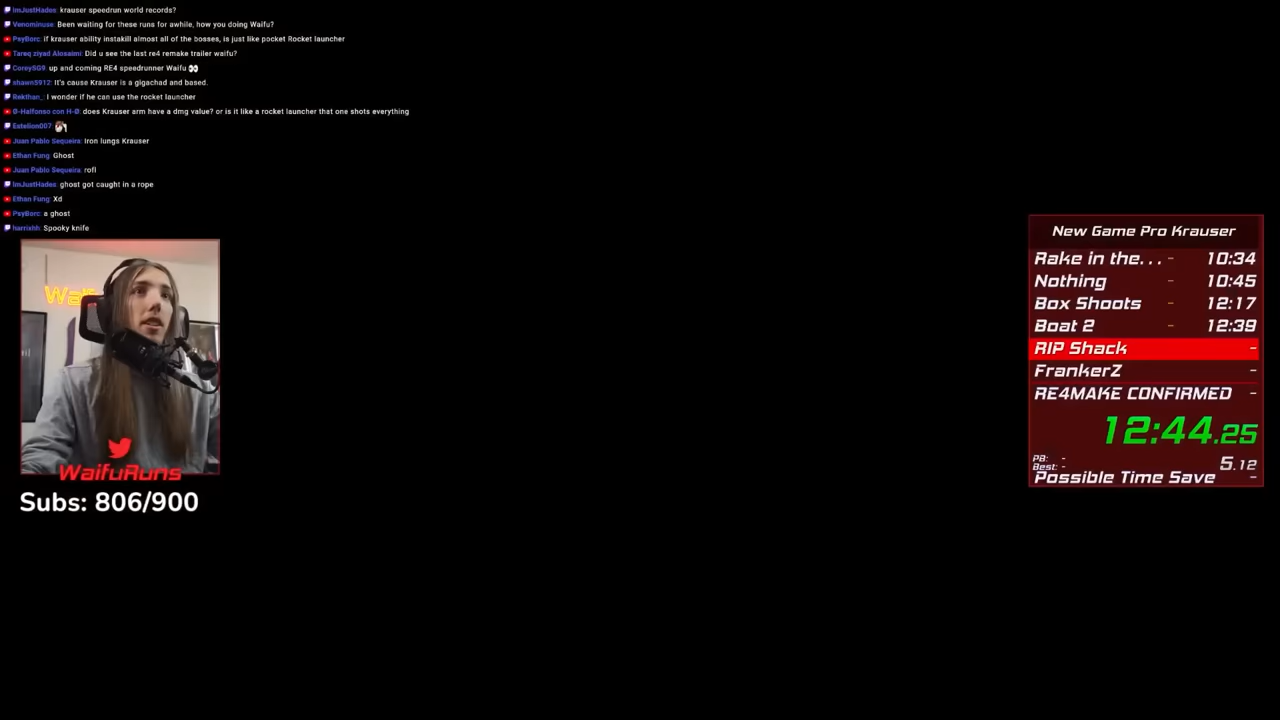 ImJustHades: krauser speedrun world records?
Venominuse: Been waiting for these runs for awhile, how you doing Waifu?
PsyBorc: if krauser ability instakill almost all of the bosses, is just like pocket Rocket launcher
Tareq ziyad Alosaimi: Did u see the last re4 remake trailer waifu?
CoreySG9: up and coming RE4 speedrunner Waifu
shawn5912: It's cause Krauser is a gigachad and based.
Rekthan_: I wonder if he can use the rocket launcher
Ø-Halfonso con H-Ø: does Krauser arm have a dmg value? or is it like a rocket launcher that one shots everything
Estelion007:
Juan Pablo Sequeira: Iron lungs Krauser
Ethan Fung: Ghost
Juan Pablo Sequeira: rofl
ImJustHades: ghost got caught in a rope
Ethan Fung: Xd
PsyBorc: a ghost
harrishh: Spooky knife
WaifuRuns
Subs: 806/900
New Game Pro Krauser
Rake in the... - 10:34
Nothing - 10:45
Box Shoots - 12:17
Boat 2 - 12:39
RIP Shack -
FrankerZ -
RE4MAKE CONFIRMED -
12:44.25
PB: -
Best: - 5.12
Possible Time Save -